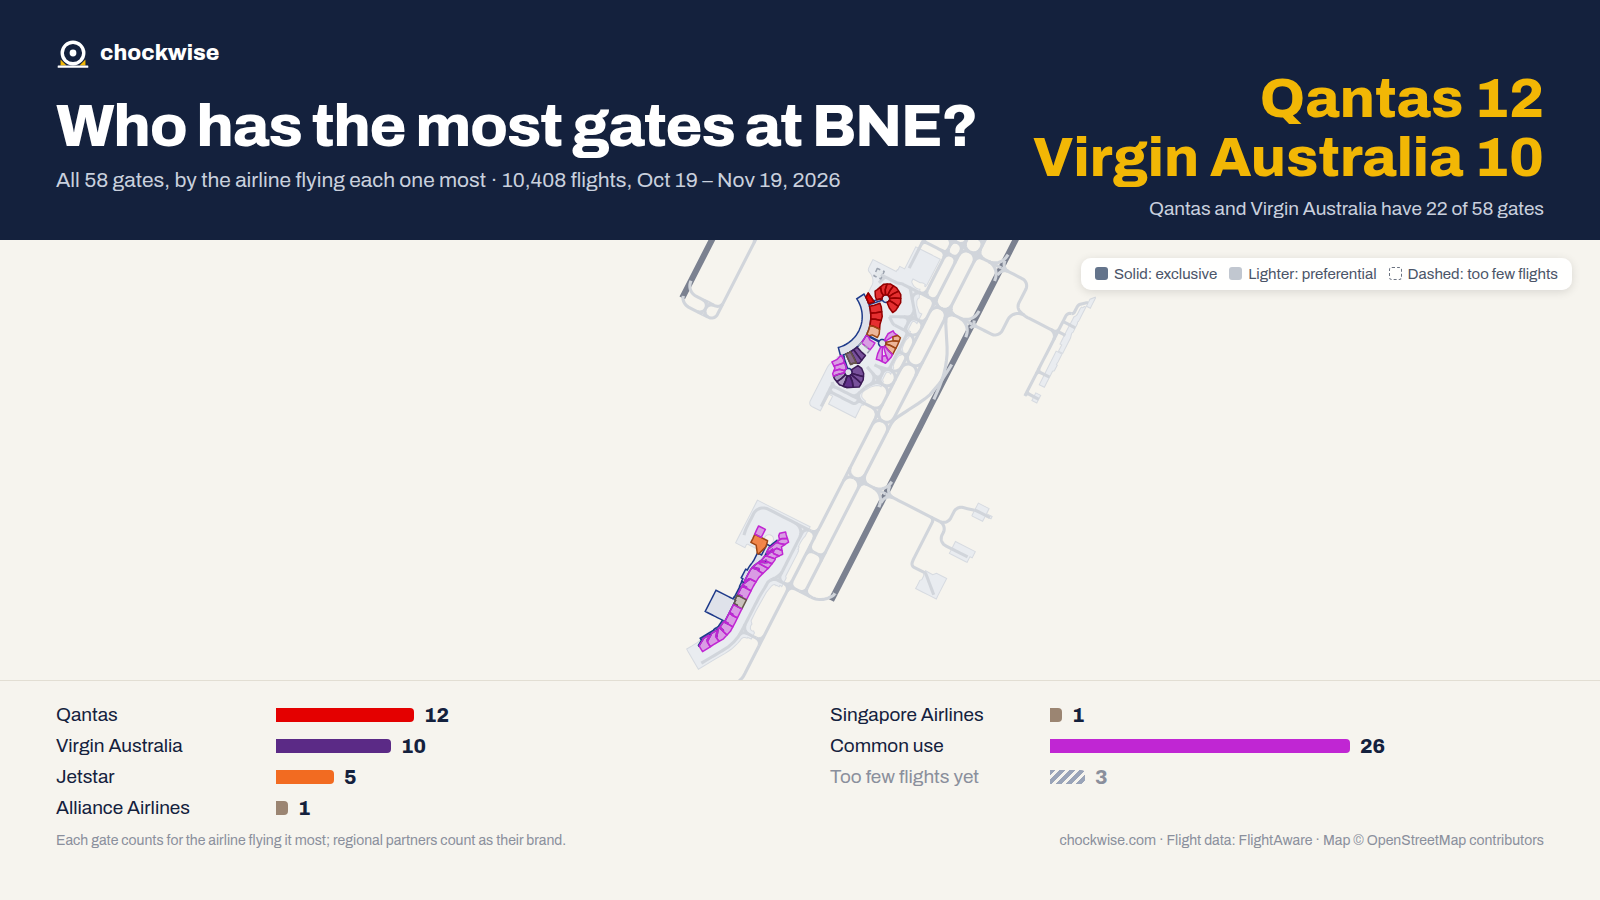 chockwise
Who has the most gates at BNE?
All 58 gates, by the airline flying each one most · 10,408 flights, Oct 19 – Nov 19, 2026
Qantas 12
Virgin Australia 10
Qantas and Virgin Australia have 22 of 58 gates
Solid: exclusive Lighter: preferential Dashed: too few flights
Qantas 12
Virgin Australia 10
Jetstar 5
Alliance Airlines 1
Singapore Airlines 1
Common use 26
Too few flights yet 3
Each gate counts for the airline flying it most; regional partners count as their brand.
chockwise.com · Flight data: FlightAware · Map © OpenStreetMap contributors